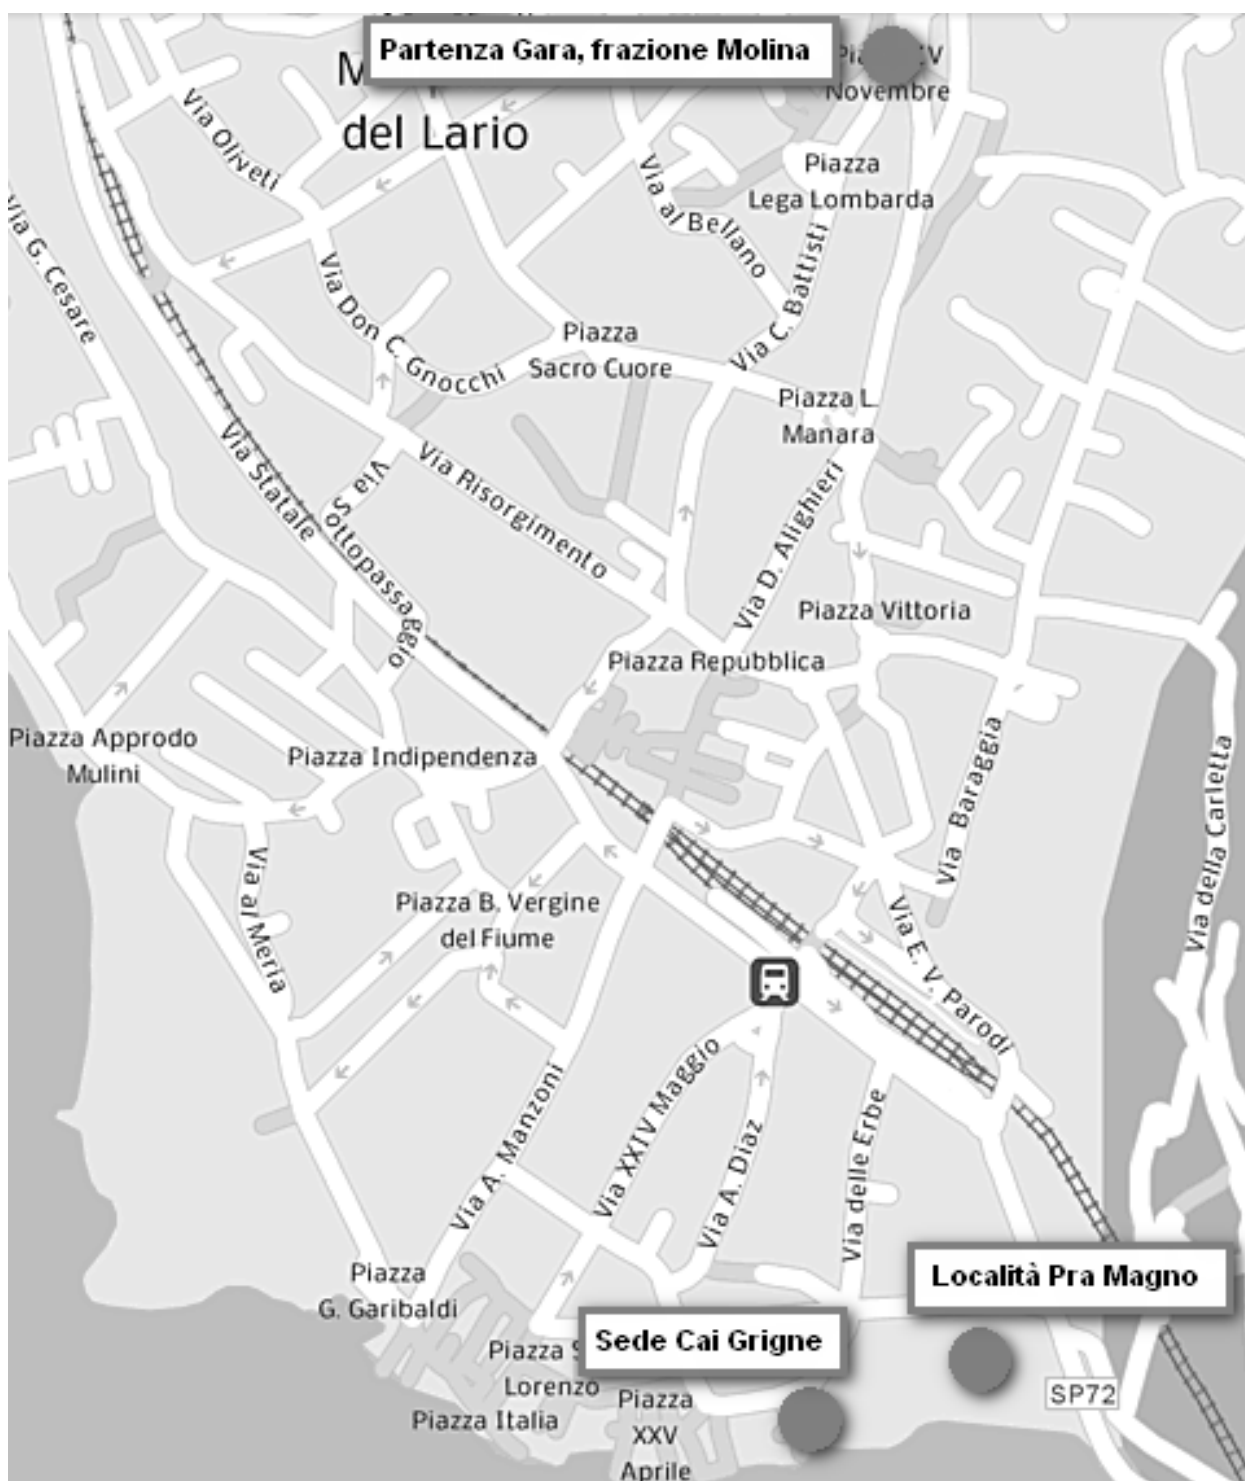 Partenza Gara, frazione Molina
Novembre
del Lario
Via Oliveti
Piazza
Lega Lombarda
Via al Bellano
Via G. Cesare
Via Don C. Gnocchi
Via C. Battisti
Piazza
Sacro Cuore
Piazza L.
Manara
Via Statale
Via Sottopassaggio
Via Risorgimento
Via D. Alighieri
Piazza Vittoria
Piazza Repubblica
Piazza Approdo
Mulini
Piazza Indipendenza
Via Baraggia
Via della Carletta
Via al Meria
Piazza B. Vergine
del Fiume
Via E. V. Parodi
Via A. Manzoni
Via XXIV Maggio
Via A. Diaz
Via delle Erbe
Piazza
G. Garibaldi
Località Pra Magno
Sede Cai Grigne
Piazza
Lorenzo
Piazza Italia
Piazza
XXV
Aprile
SP72